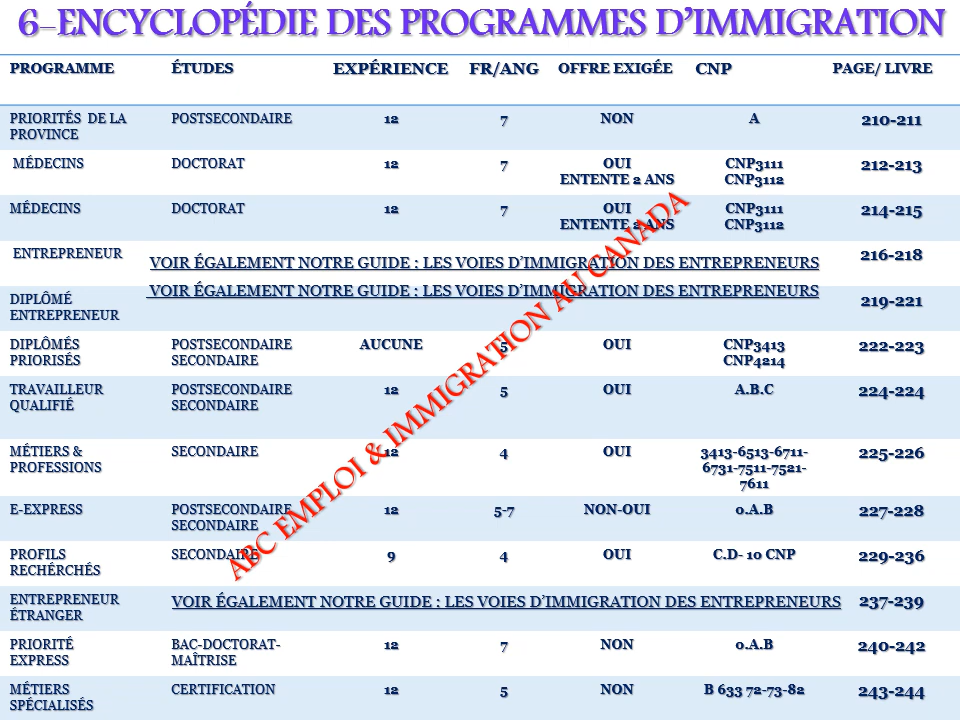 6-ENCYCLOPÉDIE DES PROGRAMMES D'IMMIGRATION
PROGRAMME ÉTUDES EXPÉRIENCE FR/ANG OFFRE EXIGÉE CNP PAGE/ LIVRE
PRIORITÉS DE LA POSTSECONDAIRE 12 7 NON A 210-211
PROVINCE
MÉDECINS DOCTORAT 12 7 OUI CNP3111 212-213
ENTENTE 2 ANS CNP3112
MÉDECINS DOCTORAT 12 7 OUI CNP3111 214-215
ENTENTE 2 ANS CNP3112
ENTREPRENEUR VOIR ÉGALEMENT NOTRE GUIDE : LES VOIES D'IMMIGRATION DES ENTREPRENEURS 216-218
VOIR ÉGALEMENT NOTRE GUIDE : LES VOIES D'IMMIGRATION DES ENTREPRENEURS
DIPLÔMÉ 219-221
ENTREPRENEUR
DIPLÔMÉS POSTSECONDAIRE AUCUNE 5 OUI CNP3413 222-223
PRIORISÉS SECONDAIRE CNP4214
TRAVAILLEUR POSTSECONDAIRE 12 5 OUI A.B.C 224-224
QUALIFIÉ SECONDAIRE
MÉTIERS & SECONDAIRE 12 4 OUI 3413-6513-6711- 225-226
PROFESSIONS 6731-7511-7521-
7611
E-EXPRESS POSTSECONDAIRE 12 5-7 NON-OUI 0.A.B 227-228
SECONDAIRE
PROFILS SECONDAIRE 9 4 OUI C.D- 10 CNP 229-236
RECHÉRCHÉS
ENTREPRENEUR VOIR ÉGALEMENT NOTRE GUIDE : LES VOIES D'IMMIGRATION DES ENTREPRENEURS 237-239
ÉTRANGER
PRIORITÉ BAC-DOCTORAT- 12 7 NON 0.A.B 240-242
EXPRESS MAÎTRISE
MÉTIERS CERTIFICATION 12 5 NON B 633 72-73-82 243-244
SPÉCIALISÉS
ABC EMPLOI & IMMIGRATION AU CANADA